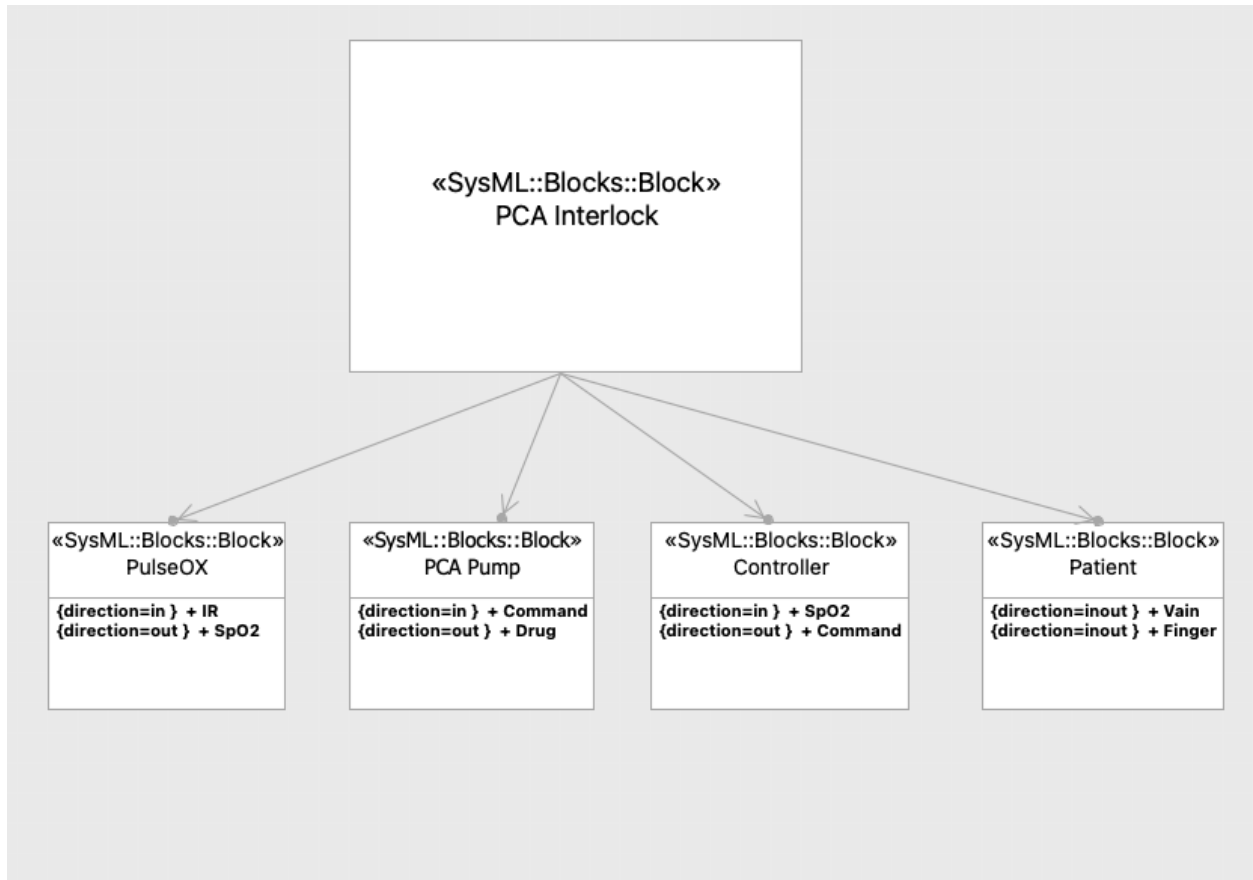 «SysML::Blocks::Block»
PCA Interlock
«SysML::Blocks::Block»
PulseOX
{direction=in } + IR
{direction=out } + SpO2
«SysML::Blocks::Block»
PCA Pump
{direction=in } + Command
{direction=out } + Drug
«SysML::Blocks::Block»
Controller
{direction=in } + SpO2
{direction=out } + Command
«SysML::Blocks::Block»
Patient
{direction=inout } + Vain
{direction=inout } + Finger